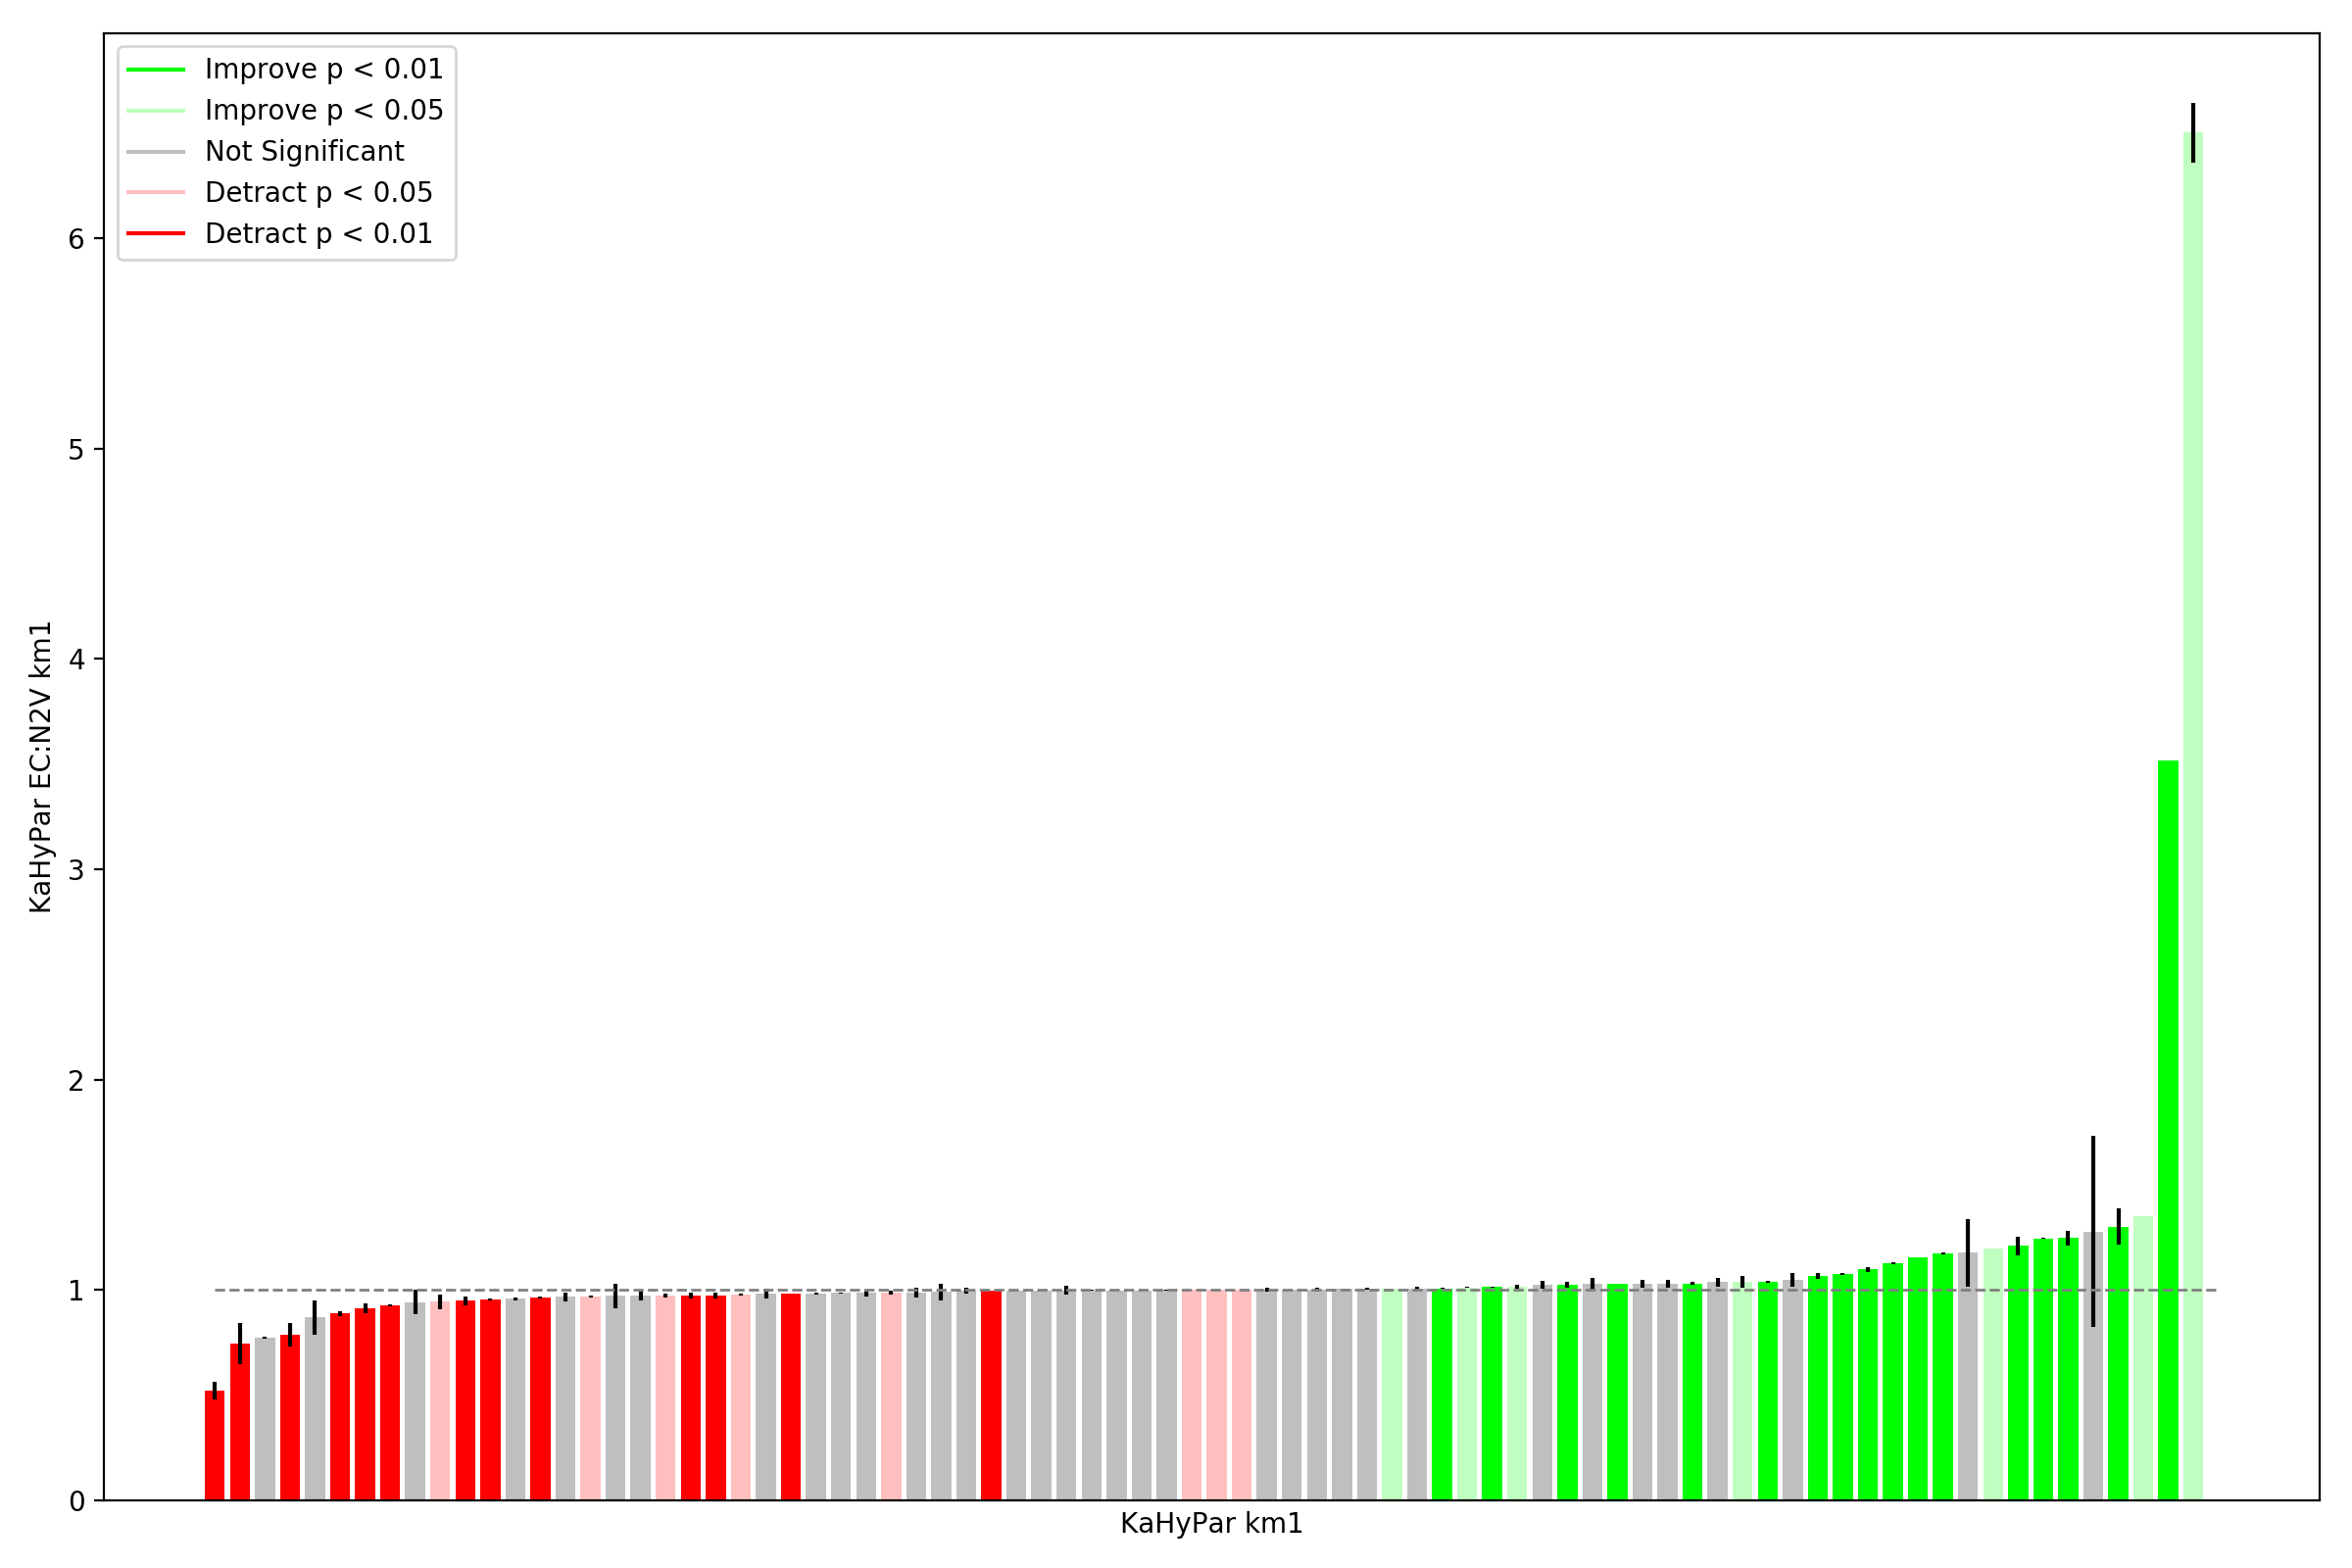 Improve p < 0.01
Improve p < 0.05
Not Significant
Detract p < 0.05
Detract p < 0.01
6
5
4
3
2
1
0
KaHyPar EC:N2V km1
KaHyPar km1